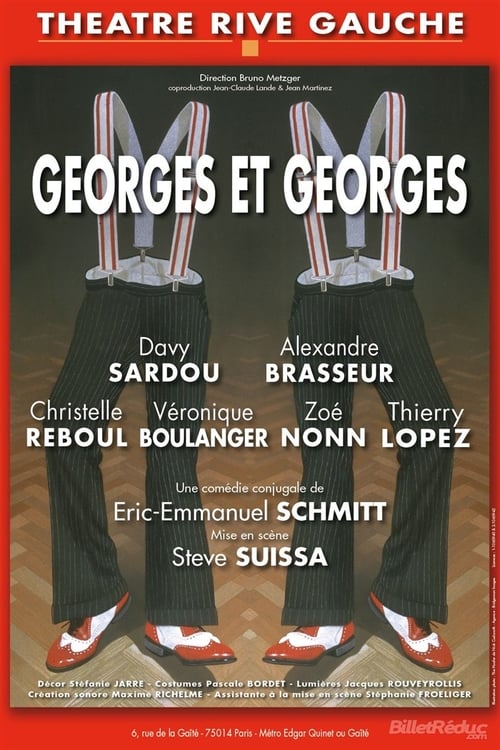 THEATRE RIVE GAUCHE
Direction Bruno Metzger
coproduction Jean-Claude Lande & Jean Martinez
GEORGES ET GEORGES
Davy SARDOU
Alexandre BRASSEUR
Christelle REBOUL
Véronique BOULANGER
Zoé NONN
Thierry LOPEZ
Une comédie conjugale de
Eric-Emmanuel SCHMITT
Mise en scène
Steve SUISSA
Décor Stéfanie JARRE - Costumes Pascale BORDET - Lumières Jacques ROUVEYROLLIS
Création sonore Maxime RICHELME - Assistante à la mise en scène Stéphanie FROELIGER
6, rue de la Gaîté - 75014 Paris - Métro Edgar Quinet ou Gaîté
BilletRéduc.com